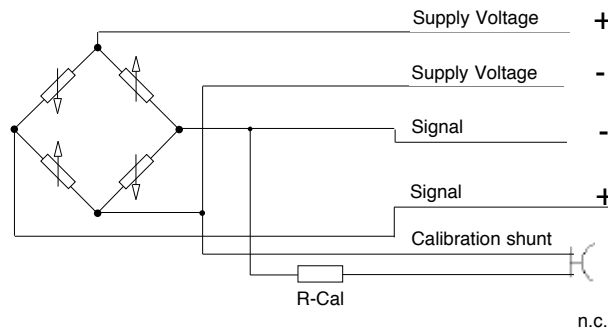 Supply Voltage +
Supply Voltage -
Signal -
Signal +
Calibration shunt
R-Cal
n.c.